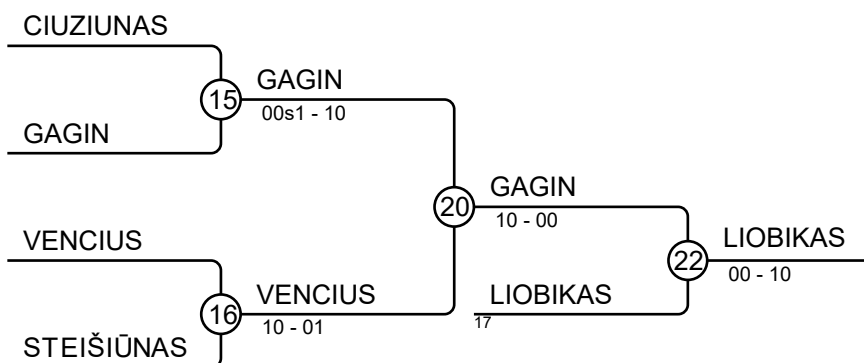 CIUZIUNAS
GAGIN
15
GAGIN
00s1 - 10
VENCIUS
STEIŠIŪNAS
16
VENCIUS
10 - 01
20
GAGIN
10 - 00
LIOBIKAS
17
22
LIOBIKAS
00 - 10